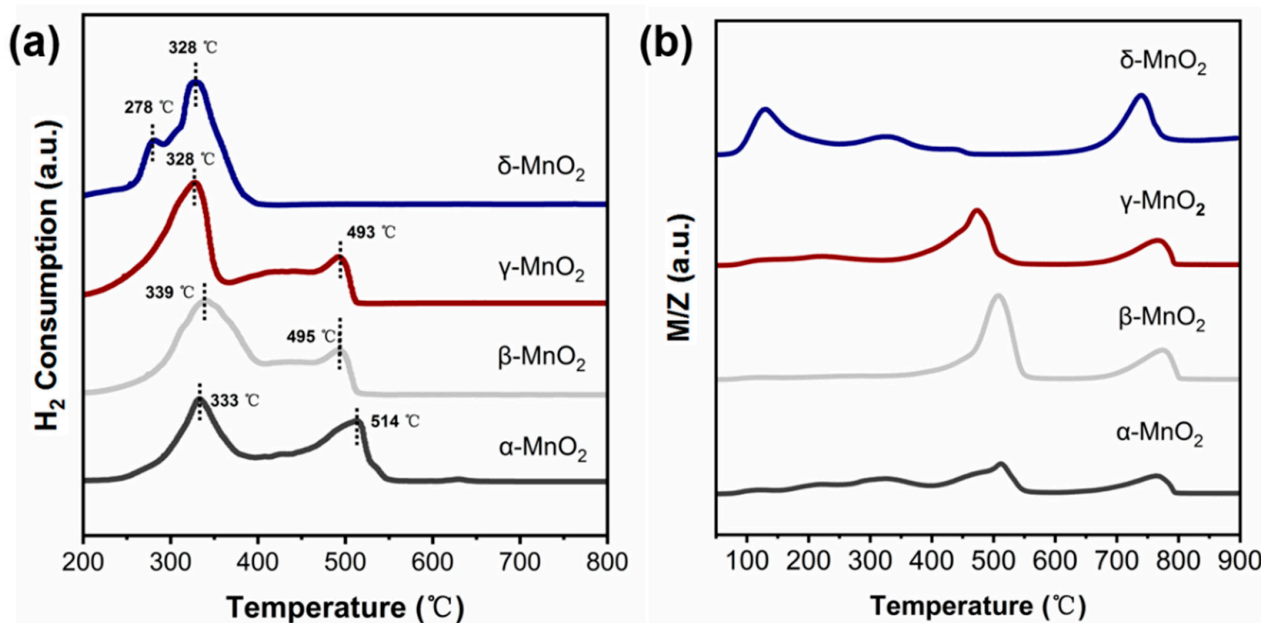 (a)
H₂ Consumption (a.u.)
328 ℃
278 ℃
δ-MnO₂
328 ℃
493 ℃
γ-MnO₂
339 ℃
495 ℃
β-MnO₂
333 ℃
514 ℃
α-MnO₂
200 300 400 500 600 700 800
Temperature (℃)
(b)
M/Z (a.u.)
δ-MnO₂
γ-MnO₂
β-MnO₂
α-MnO₂
100 200 300 400 500 600 700 800 900
Temperature (℃)